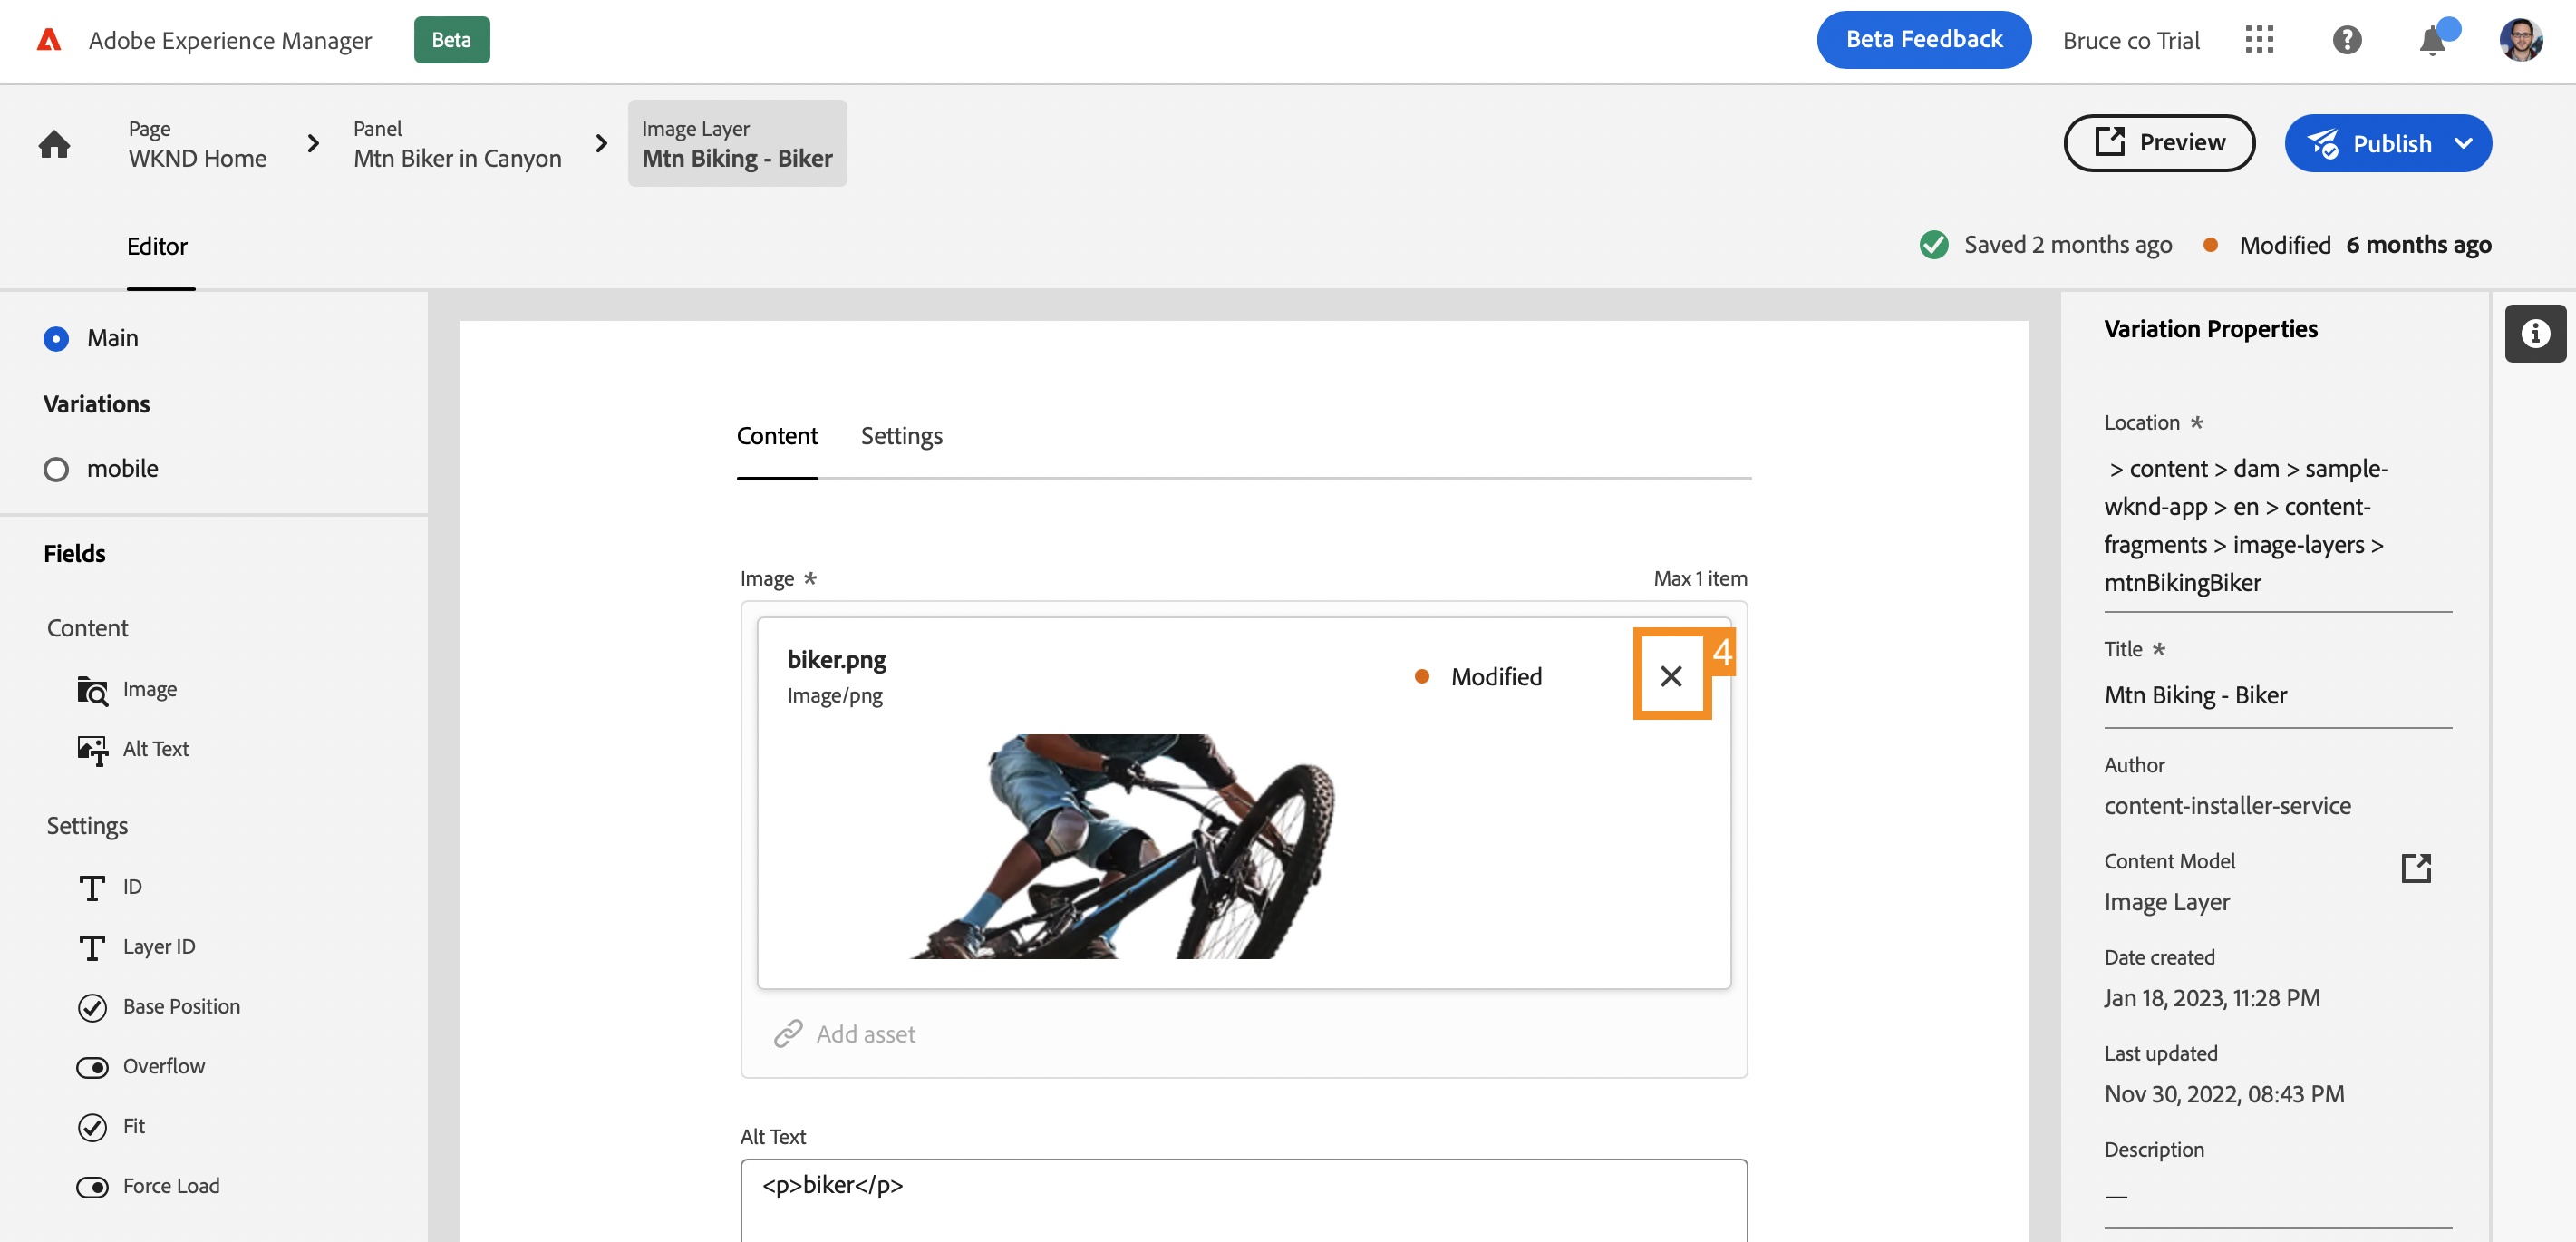 Adobe Experience Manager
Beta
Beta Feedback
Bruce co Trial
Page
WKND Home
Panel
Mtn Biker in Canyon
Image Layer
Mtn Biking - Biker
Preview
Publish
Editor
Saved 2 months ago
Modified 6 months ago
Main
Variations
mobile
Fields
Content
Image
Alt Text
Settings
ID
Layer ID
Base Position
Overflow
Fit
Force Load
Content
Settings
Image *
Max 1 item
biker.png
Image/png
Modified
4
Add asset
Alt Text
<p>biker</p>
Variation Properties
Location *
> content > dam > sample-
wknd-app > en > content-
fragments > image-layers >
mtnBikingBiker
Title *
Mtn Biking - Biker
Author
content-installer-service
Content Model
Image Layer
Date created
Jan 18, 2023, 11:28 PM
Last updated
Nov 30, 2022, 08:43 PM
Description
—